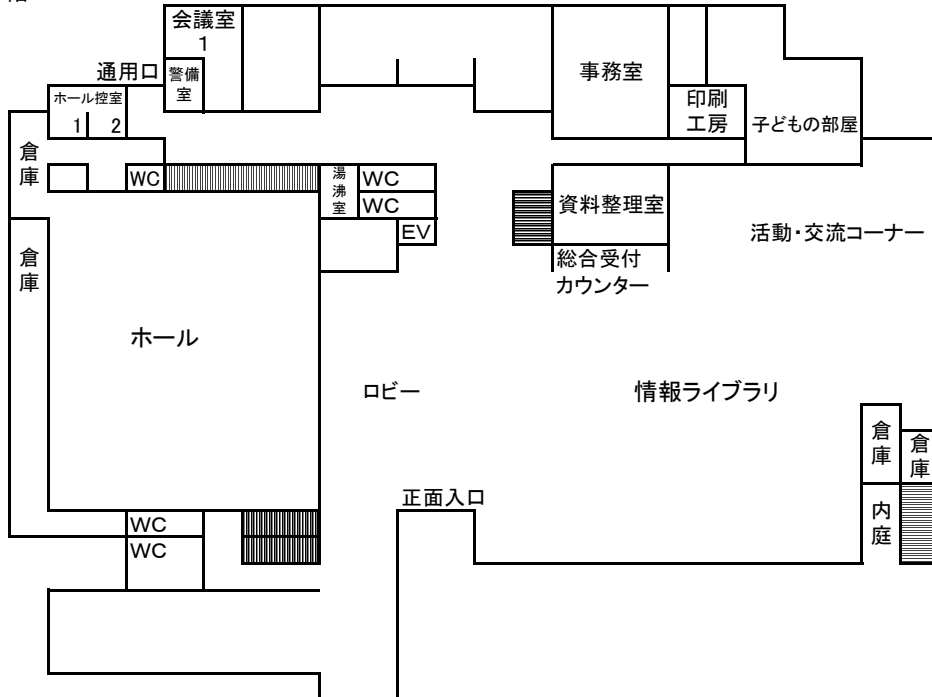 階
会議室
1
通用口
警備
室
事務室
ホール控室
1 2
印刷
工房
子どもの部屋
倉
庫
WC
湯
沸
室
WC
WC
EV
資料整理室
活動・交流コーナー
総合受付
カウンター
倉
庫
ホール
ロビー
情報ライブラリ
倉
庫
倉
庫
正面入口
内
庭
WC
WC